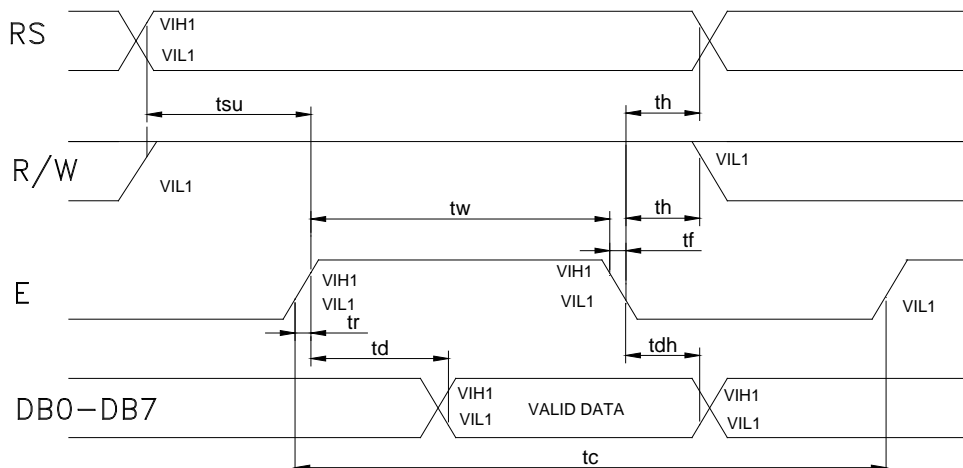 RS
VIH1
VIL1
tsu
th
R/W
VIL1
VIL1
tw
th
tf
E
VIH1
VIL1
VIH1
VIL1
VIL1
tr
td
tdh
DB0-DB7
VIH1
VIL1
VALID DATA
VIH1
VIL1
tc